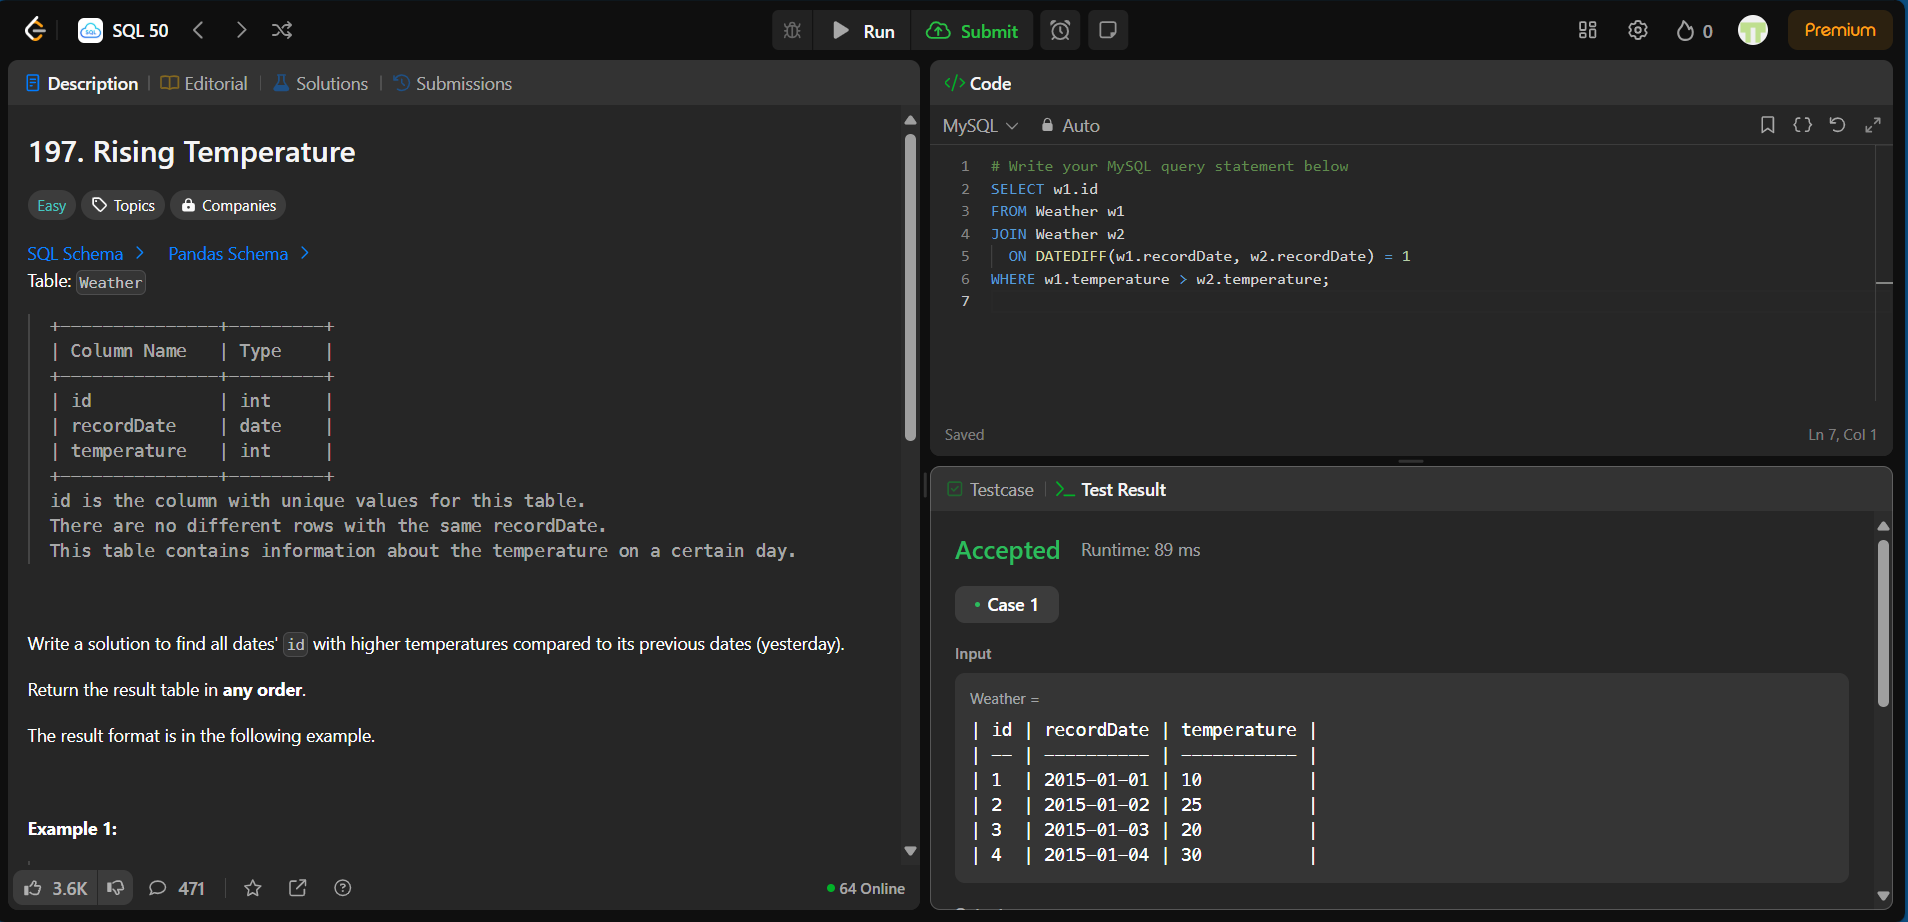 SQL 50
Run
Submit
0
Premium
Description
Editorial
Solutions
Submissions
197. Rising Temperature
Easy
Topics
Companies
SQL Schema
Pandas Schema
Table: Weather
+---------------+---------+
| Column Name   | Type    |
+---------------+---------+
| id            | int     |
| recordDate    | date    |
| temperature   | int     |
+---------------+---------+
id is the column with unique values for this table.
There are no different rows with the same recordDate.
This table contains information about the temperature on a certain day.
Write a solution to find all dates' id with higher temperatures compared to its previous dates (yesterday).
Return the result table in any order.
The result format is in the following example.
Example 1:
3.6K
471
64 Online
</> Code
MySQL
Auto
1 # Write your MySQL query statement below
2 SELECT w1.id
3 FROM Weather w1
4 JOIN Weather w2
5   ON DATEDIFF(w1.recordDate, w2.recordDate) = 1
6 WHERE w1.temperature > w2.temperature;
7
Saved
Ln 7, Col 1
Testcase
Test Result
Accepted
Runtime: 89 ms
Case 1
Input
Weather =
| id | recordDate | temperature |
| -- | ---------- | ----------- |
| 1  | 2015-01-01 | 10          |
| 2  | 2015-01-02 | 25          |
| 3  | 2015-01-03 | 20          |
| 4  | 2015-01-04 | 30          |